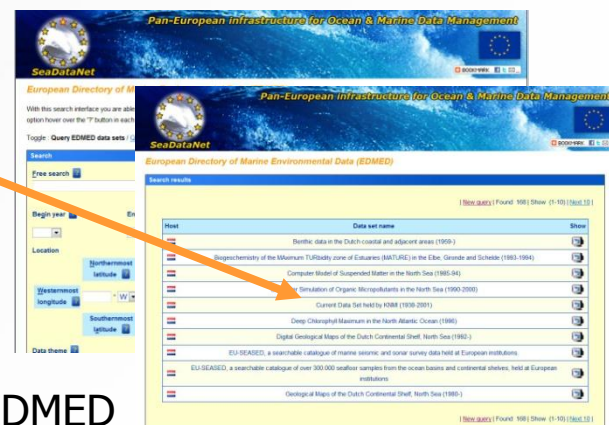 Pan-European infrastructure for Ocean & Marine Data Management
SeaDataNet
BOOKMARK
European Directory of M
With this search interface you are able
option hover over the "?" button in each
Toggle: Query EDMED data sets /
Search
Free search ?
Begin year ? En
Location
Northernmost
latitude ?
Westernmost
longitude ?
° W
Southernmost
latitude ?
Data theme ?
Pan-European infrastructure for Ocean & Marine Data Management
SeaDataNet
BOOKMARK
European Directory of Marine Environmental Data (EDMED)
Search results
| New query | Found 168 | Show (1-10) | Next 10 |
Host Data set name Show
Benthic data in the Dutch coastal and adjacent areas (1959-)
Biogeochemistry of the MAximum TURbidity zone of Estuaries (MATURE) in the Elbe, Gironde and Schelde (1993-1994)
Computer Model of Suspended Matter in the North Sea (1985-94)
Simulation of Organic Micropollutants in the North Sea (1990-2000)
Current Data Set held by KNMI (1938-2001)
Deep Chlorophyll Maximum in the North Atlantic Ocean (1986)
Digital Geological Maps of the Dutch Continental Shelf, North Sea (1992-)
EU-SEASED, a searchable catalogue of marine seismic and sonar survey data held at European institutions
EU-SEASED, a searchable catalogue of over 300.000 seafloor samples from the ocean basins and continental shelves, held at European
institutions
Geological Maps of the Dutch Continental Shelf, North Sea (1980-)
| New query | Found 168 | Show (1-10) | Next 10 |
DMED